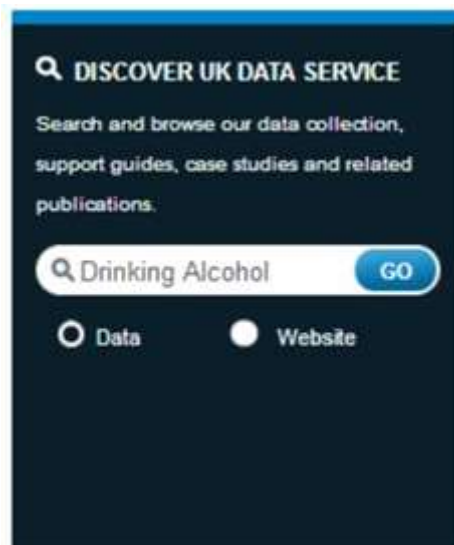 DISCOVER UK DATA SERVICE
Search and browse our data collection,
support guides, case studies and related
publications.
Drinking Alcohol GO
Data Website